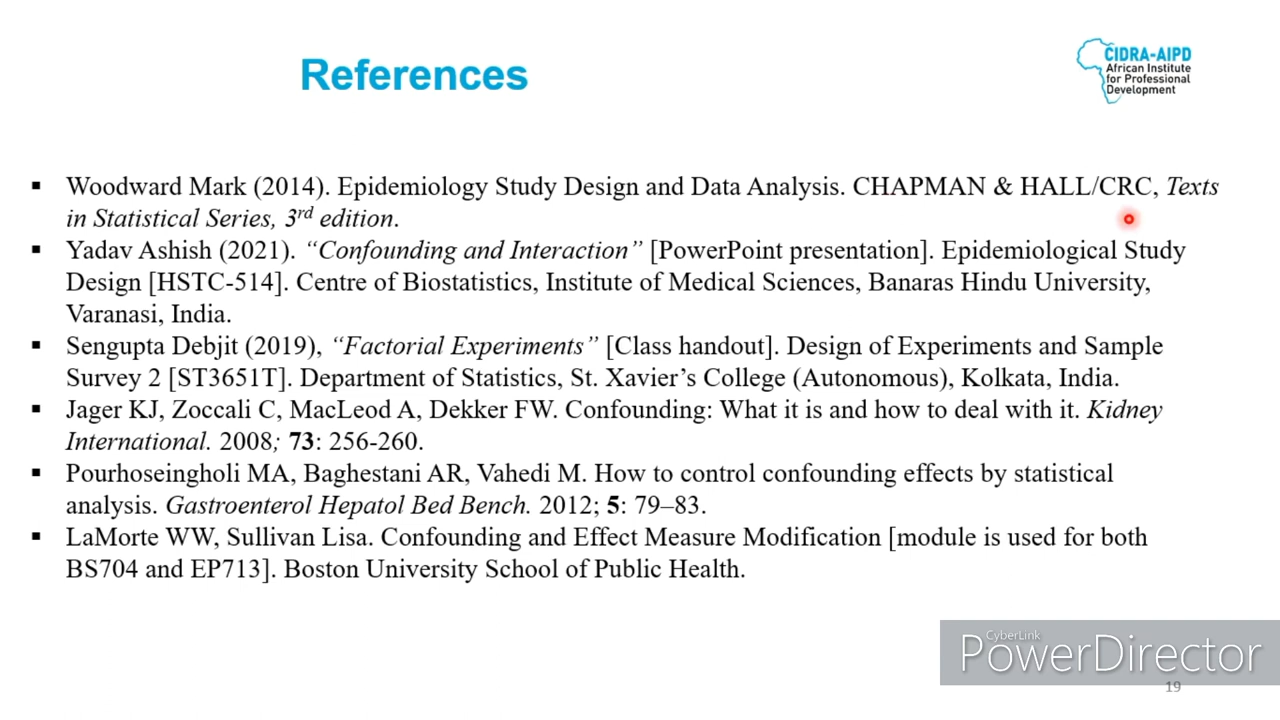 References
CIDRA-AIPD
African Institute
for Professional
Development
▪ Woodward Mark (2014). Epidemiology Study Design and Data Analysis. CHAPMAN & HALL/CRC, Texts
in Statistical Series, 3rd edition.
▪ Yadav Ashish (2021). “Confounding and Interaction” [PowerPoint presentation]. Epidemiological Study
Design [HSTC-514]. Centre of Biostatistics, Institute of Medical Sciences, Banaras Hindu University,
Varanasi, India.
▪ Sengupta Debjit (2019), “Factorial Experiments” [Class handout]. Design of Experiments and Sample
Survey 2 [ST3651T]. Department of Statistics, St. Xavier’s College (Autonomous), Kolkata, India.
▪ Jager KJ, Zoccali C, MacLeod A, Dekker FW. Confounding: What it is and how to deal with it. Kidney
International. 2008; 73: 256-260.
▪ Pourhoseingholi MA, Baghestani AR, Vahedi M. How to control confounding effects by statistical
analysis. Gastroenterol Hepatol Bed Bench. 2012; 5: 79–83.
▪ LaMorte WW, Sullivan Lisa. Confounding and Effect Measure Modification [module is used for both
BS704 and EP713]. Boston University School of Public Health.
CyberLink
PowerDirector
19